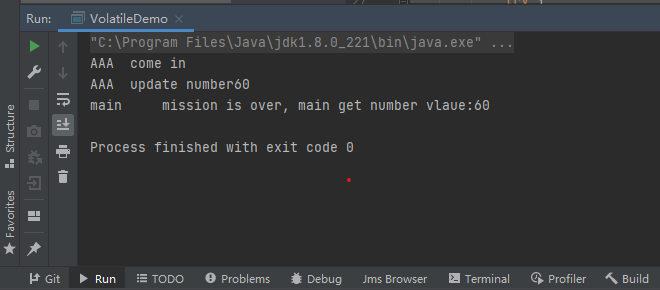 Run:
VolatileDemo
"C:\Program Files\Java\jdk1.8.0_221\bin\java.exe" ...
AAA  come in
AAA  update number60
main     mission is over, main get number vlaue:60
Process finished with exit code 0
Structure
Favorites
Git
Run
TODO
Problems
Debug
Jms Browser
Terminal
Profiler
Build